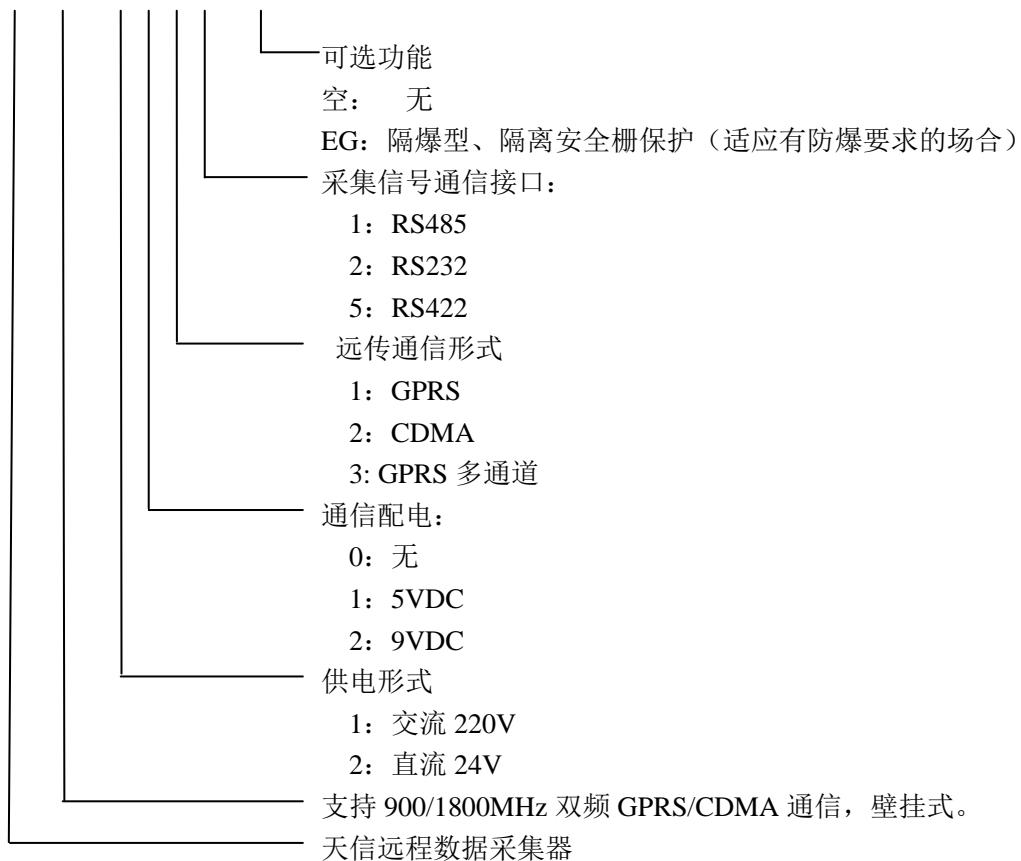 可选功能
空： 无
EG：隔爆型、隔离安全栅保护（适应有防爆要求的场合）
采集信号通信接口：
1：RS485
2：RS232
5：RS422
远传通信形式
1：GPRS
2：CDMA
3: GPRS 多通道
通信配电：
0：无
1：5VDC
2：9VDC
供电形式
1：交流 220V
2：直流 24V
支持 900/1800MHz 双频 GPRS/CDMA 通信，壁挂式。
天信远程数据采集器